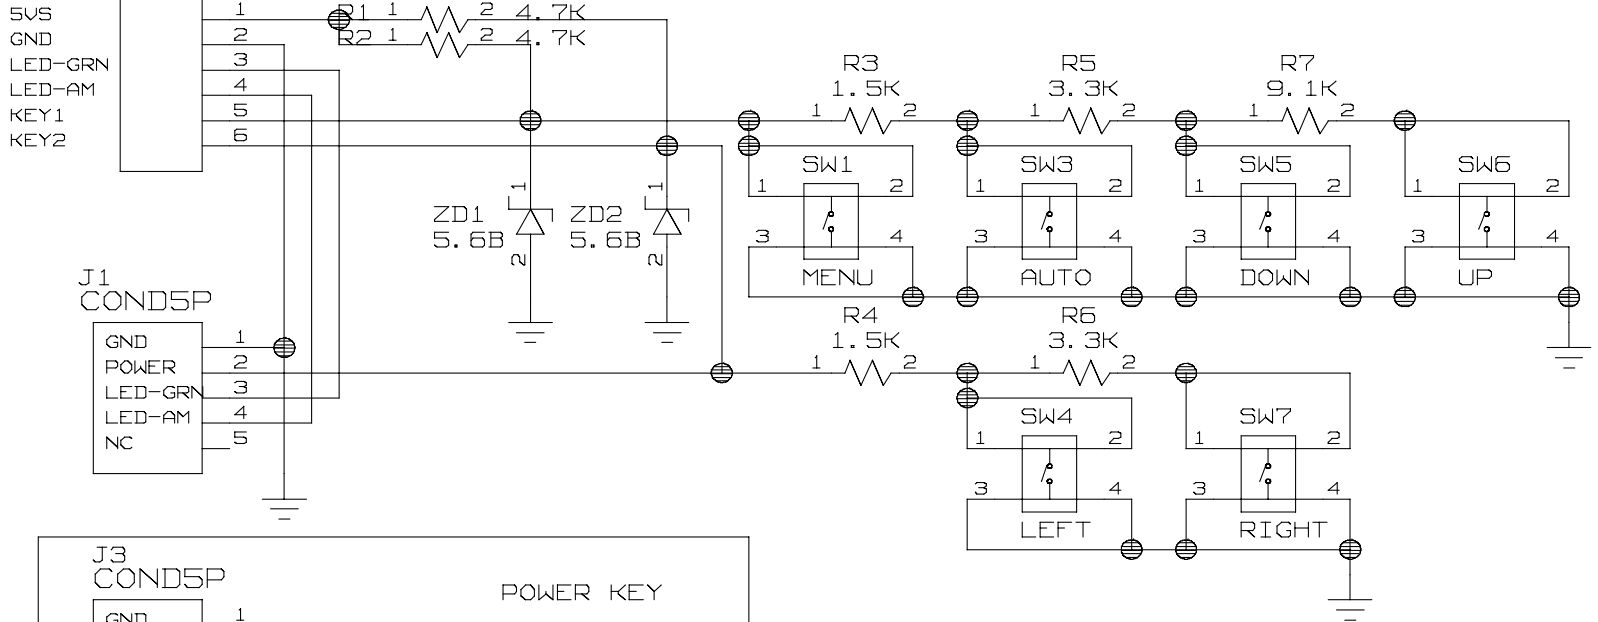 5VS 1 R1 1 2 4.7K
GND 2 R2 1 2 4.7K
LED-GRN 3
LED-AM 4
KEY1 5
KEY2 6
R3 R5 R7
1.5K 3.3K 9.1K
1 2 1 2 1 2
SW1 SW3 SW5 SW6
1 2 1 2 1 2 1 2
3 4 3 4 3 4 3 4
MENU AUTO DOWN UP
1 1
ZD1 ZD2
5.6B 5.6B
2 2
J1
COND5P
GND 1
POWER 2
LED-GRN 3
LED-AM 4
NC 5
R4 R6
1.5K 3.3K
1 2 1 2
SW4 SW7
1 2 1 2
3 4 3 4
LEFT RIGHT
J3
COND5P
POWER KEY
GND 1